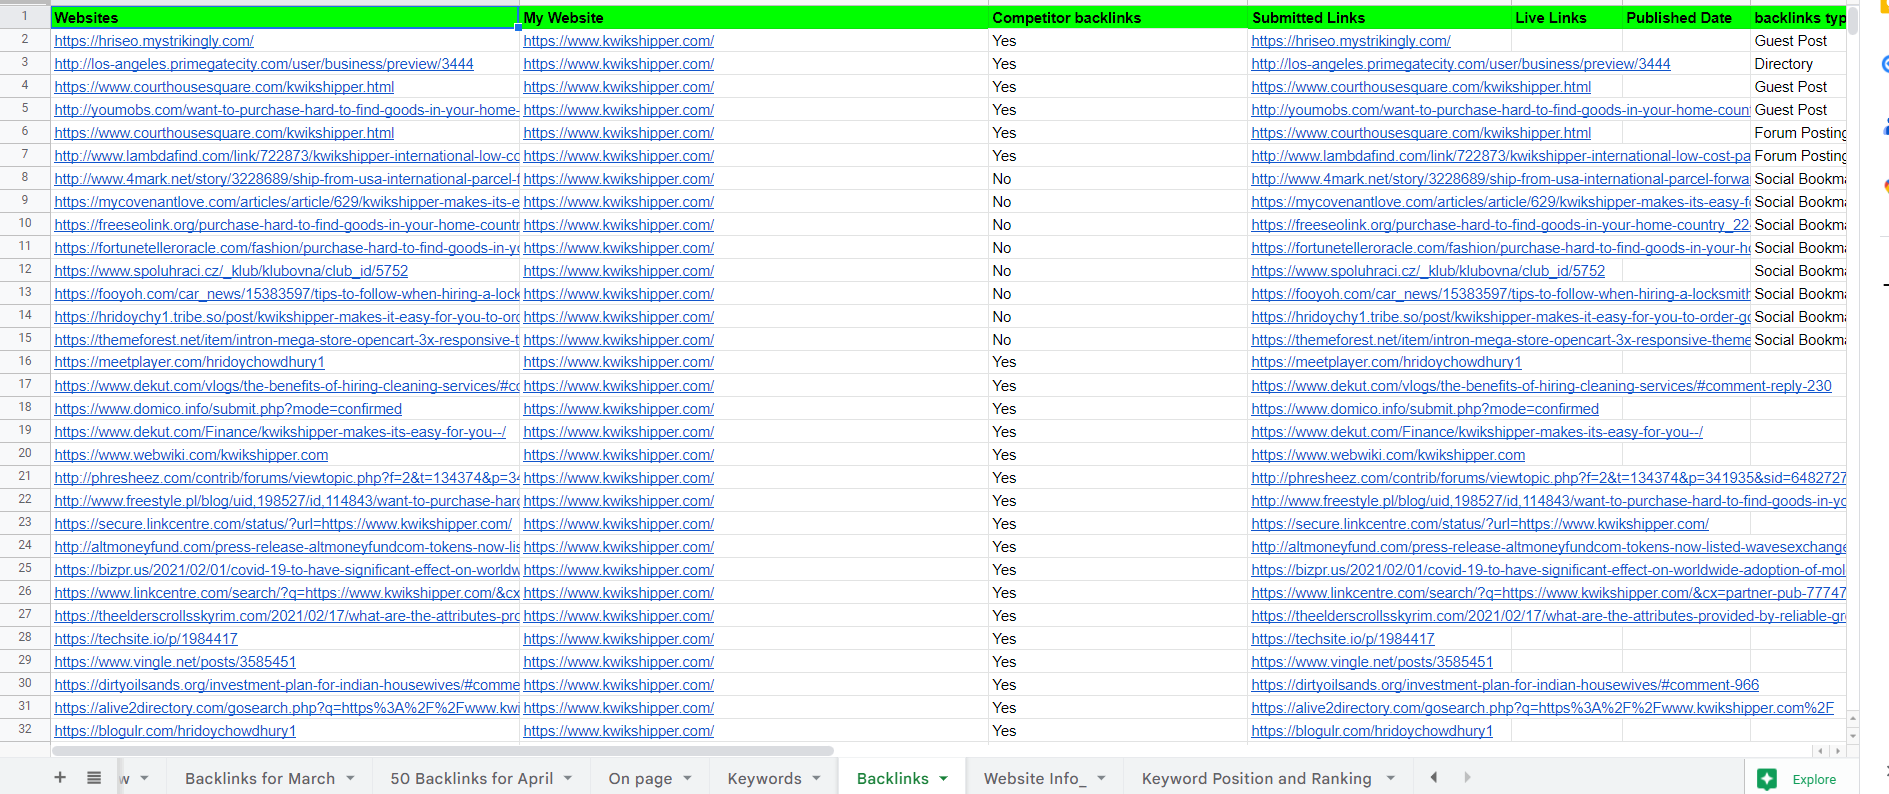 1 Websites My Website Competitor backlinks Submitted Links Live Links Published Date backlinks typ
2 https://hriseo.mystrikingly.com/ https://www.kwikshipper.com/ Yes https://hriseo.mystrikingly.com/ Guest Post
3 http://los-angeles.primegatecity.com/user/business/preview/3444 https://www.kwikshipper.com/ Yes http://los-angeles.primegatecity.com/user/business/preview/3444 Directory
4 https://www.courthousesquare.com/kwikshipper.html https://www.kwikshipper.com/ Yes https://www.courthousesquare.com/kwikshipper.html Guest Post
5 http://youmobs.com/want-to-purchase-hard-to-find-goods-in-your-home- https://www.kwikshipper.com/ Yes http://youmobs.com/want-to-purchase-hard-to-find-goods-in-your-home-coun Guest Post
6 https://www.courthousesquare.com/kwikshipper.html https://www.kwikshipper.com/ Yes https://www.courthousesquare.com/kwikshipper.html Forum Posting
7 http://www.lambdafind.com/link/722873/kwikshipper-international-low-co https://www.kwikshipper.com/ Yes http://www.lambdafind.com/link/722873/kwikshipper-international-low-cost-pa Forum Posting
8 http://www.4mark.net/story/3228689/ship-from-usa-international-parcel-f https://www.kwikshipper.com/ No http://www.4mark.net/story/3228689/ship-from-usa-international-parcel-forwa Social Bookma
9 https://mycovenantlove.com/articles/article/629/kwikshipper-makes-its-e https://www.kwikshipper.com/ No https://mycovenantlove.com/articles/article/629/kwikshipper-makes-its-easy-fo Social Bookma
10 https://freeseolink.org/purchase-hard-to-find-goods-in-your-home-countr https://www.kwikshipper.com/ No https://freeseolink.org/purchase-hard-to-find-goods-in-your-home-country_22 Social Bookma
11 https://fortunetelleroracle.com/fashion/purchase-hard-to-find-goods-in-yo https://www.kwikshipper.com/ No https://fortunetelleroracle.com/fashion/purchase-hard-to-find-goods-in-your-ho Social Bookma
12 https://www.spoluhraci.cz/_klub/klubovna/club_id/5752 https://www.kwikshipper.com/ No https://www.spoluhraci.cz/_klub/klubovna/club_id/5752 Social Bookma
13 https://fooyoh.com/car_news/15383597/tips-to-follow-when-hiring-a-lock https://www.kwikshipper.com/ No https://fooyoh.com/car_news/15383597/tips-to-follow-when-hiring-a-locksmith Social Bookma
14 https://hridoychy1.tribe.so/post/kwikshipper-makes-it-easy-for-you-to-ord https://www.kwikshipper.com/ No https://hridoychy1.tribe.so/post/kwikshipper-makes-it-easy-for-you-to-order-go Social Bookma
15 https://themeforest.net/item/intron-mega-store-opencart-3x-responsive-t https://www.kwikshipper.com/ No https://themeforest.net/item/intron-mega-store-opencart-3x-responsive-theme Social Bookma
16 https://meetplayer.com/hridoychowdhury1 https://www.kwikshipper.com/ Yes https://meetplayer.com/hridoychowdhury1
17 https://www.dekut.com/vlogs/the-benefits-of-hiring-cleaning-services/#co https://www.kwikshipper.com/ Yes https://www.dekut.com/vlogs/the-benefits-of-hiring-cleaning-services/#comment-reply-230
18 https://www.domico.info/submit.php?mode=confirmed https://www.kwikshipper.com/ Yes https://www.domico.info/submit.php?mode=confirmed
19 https://www.dekut.com/Finance/kwikshipper-makes-its-easy-for-you--/ https://www.kwikshipper.com/ Yes https://www.dekut.com/Finance/kwikshipper-makes-its-easy-for-you--/
20 https://www.webwiki.com/kwikshipper.com https://www.kwikshipper.com/ Yes https://www.webwiki.com/kwikshipper.com
21 http://phresheez.com/contrib/forums/viewtopic.php?f=2&t=134374&p=34 https://www.kwikshipper.com/ Yes http://phresheez.com/contrib/forums/viewtopic.php?f=2&t=134374&p=341935&sid=6482727
22 http://www.freestyle.pl/blog/uid,198527/id,114843/want-to-purchase-hard https://www.kwikshipper.com/ Yes http://www.freestyle.pl/blog/uid,198527/id,114843/want-to-purchase-hard-to-find-goods-in-yo
23 https://secure.linkcentre.com/status/?url=https://www.kwikshipper.com/ https://www.kwikshipper.com/ Yes https://secure.linkcentre.com/status/?url=https://www.kwikshipper.com/
24 http://altmoneyfund.com/press-release-altmoneyfundcom-tokens-now-lis https://www.kwikshipper.com/ Yes http://altmoneyfund.com/press-release-altmoneyfundcom-tokens-now-listed-wavesexchange
25 https://bizpr.us/2021/02/01/covid-19-to-have-significant-effect-on-worldw https://www.kwikshipper.com/ Yes https://bizpr.us/2021/02/01/covid-19-to-have-significant-effect-on-worldwide-adoption-of-mol
26 https://www.linkcentre.com/search/?q=https://www.kwikshipper.com/&cx https://www.kwikshipper.com/ Yes https://www.linkcentre.com/search/?q=https://www.kwikshipper.com/&cx=partner-pub-77747
27 https://theelderscrollsskyrim.com/2021/02/17/what-are-the-attributes-pro https://www.kwikshipper.com/ Yes https://theelderscrollsskyrim.com/2021/02/17/what-are-the-attributes-provided-by-reliable-gr
28 https://techsite.io/p/1984417 https://www.kwikshipper.com/ Yes https://techsite.io/p/1984417
29 https://www.vingle.net/posts/3585451 https://www.kwikshipper.com/ Yes https://www.vingle.net/posts/3585451
30 https://dirtyoilsands.org/investment-plan-for-indian-housewives/#comme https://www.kwikshipper.com/ Yes https://dirtyoilsands.org/investment-plan-for-indian-housewives/#comment-966
31 https://alive2directory.com/gosearch.php?q=https%3A%2F%2Fwww.kwi https://www.kwikshipper.com/ Yes https://alive2directory.com/gosearch.php?q=https%3A%2F%2Fwww.kwikshipper.com%2F
32 https://blogulr.com/hridoychowdhury1 https://www.kwikshipper.com/ Yes https://blogulr.com/hridoychowdhury1
w Backlinks for March 50 Backlinks for April On page Keywords Backlinks Website Info_ Keyword Position and Ranking Explore